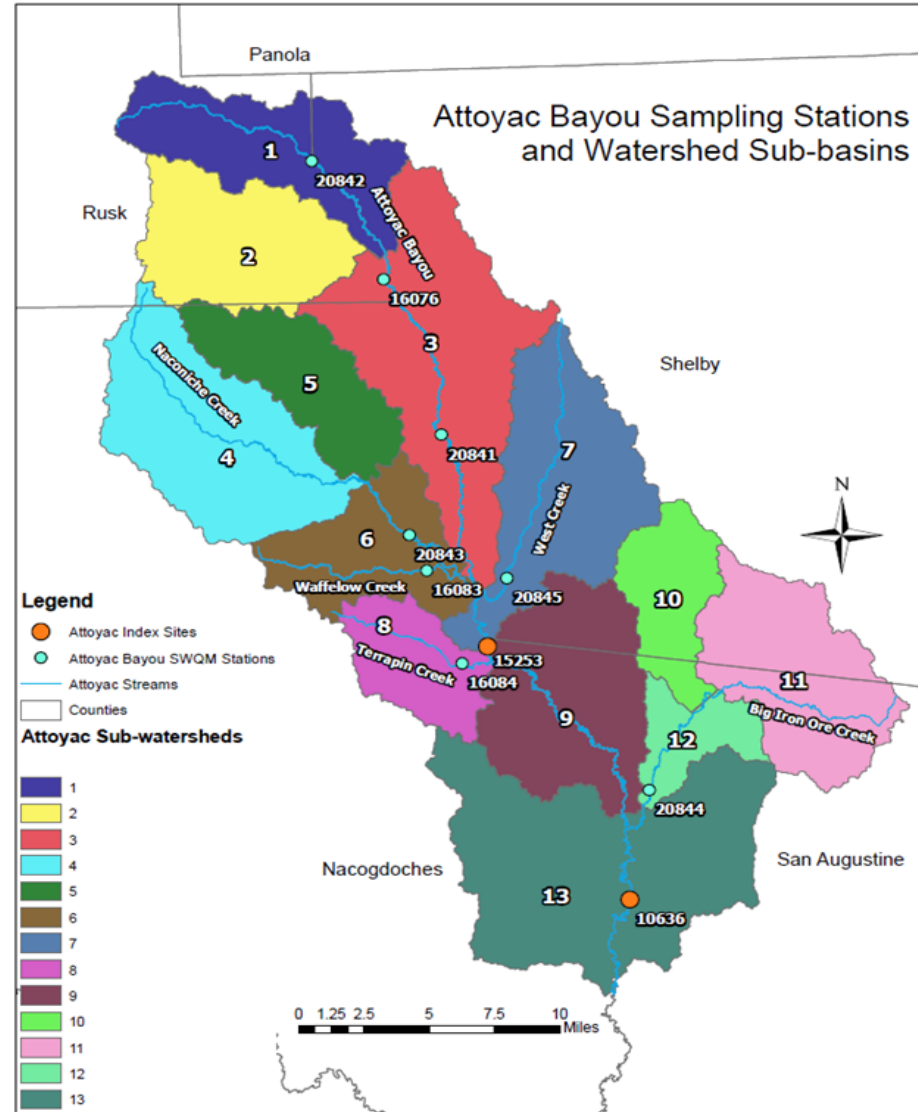 Panola
Attoyac Bayou Sampling Stations
and Watershed Sub-basins
1
20842
Rusk
Attoyac Bayou
2
16076
3
Shelby
5
Naconiche Creek
4
20841
7
West Creek
N
6
20843
Waffelow Creek
16083
20845
10
Legend
Attoyac Index Sites
Attoyac Bayou SWQM Stations
Attoyac Streams
Counties
8
Terrapin Creek
15253
16084
11
Big Iron Ore Creek
9
12
20844
Attoyac Sub-watersheds
1
2
3
4
5
6
7
8
9
10
11
12
13
Nacogdoches
San Augustine
13
10636
0 1.25 2.5 5 7.5 10
Miles